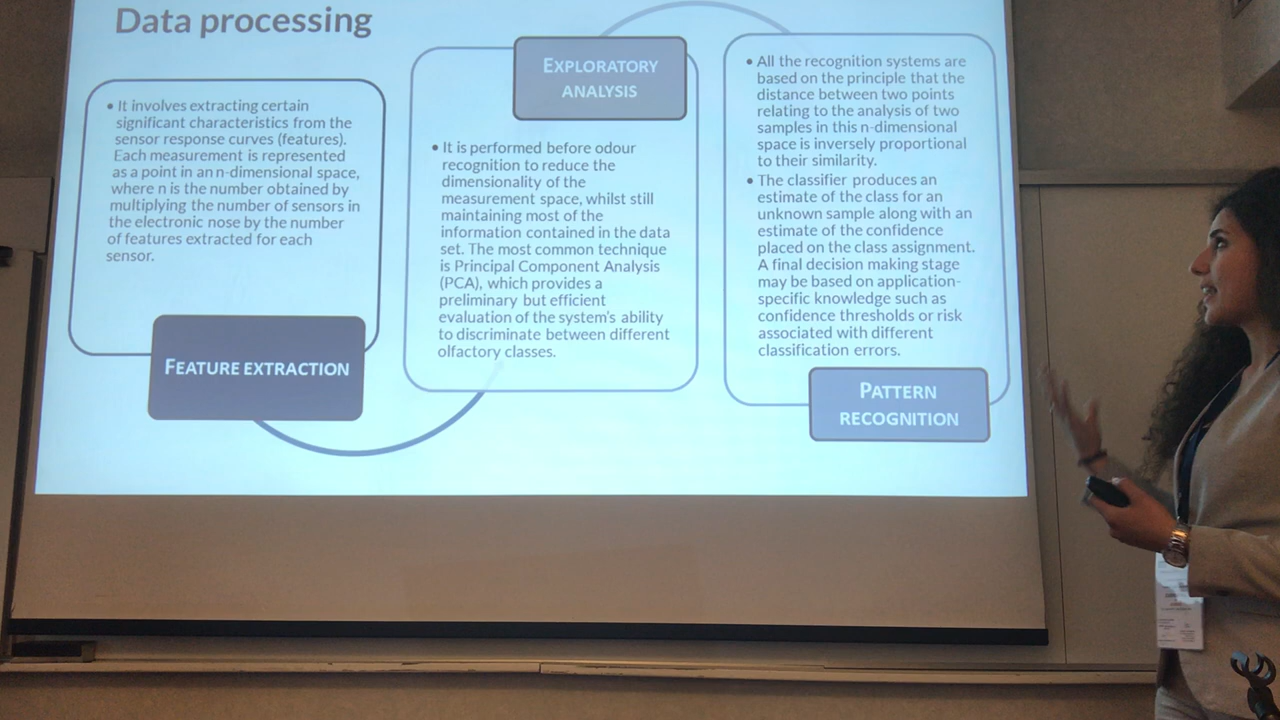 Data processing
• It involves extracting certain
significant characteristics from the
sensor response curves (features).
Each measurement is represented
as a point in an n-dimensional space,
where n is the number obtained by
multiplying the number of sensors in
the electronic nose by the number
of features extracted for each
sensor.
FEATURE EXTRACTION
EXPLORATORY
ANALYSIS
• It is performed before odour
recognition to reduce the
dimensionality of the
measurement space, whilst still
maintaining most of the
information contained in the data
set. The most common technique
is Principal Component Analysis
(PCA), which provides a
preliminary but efficient
evaluation of the system's ability
to discriminate between different
olfactory classes.
• All the recognition systems are
based on the principle that the
distance between two points
relating to the analysis of two
samples in this n-dimensional
space is inversely proportional
to their similarity.
• The classifier produces an
estimate of the class for an
unknown sample along with an
estimate of the confidence
placed on the class assignment.
A final decision making stage
may be based on application-
specific knowledge such as
confidence thresholds or risk
associated with different
classification errors.
PATTERN
RECOGNITION